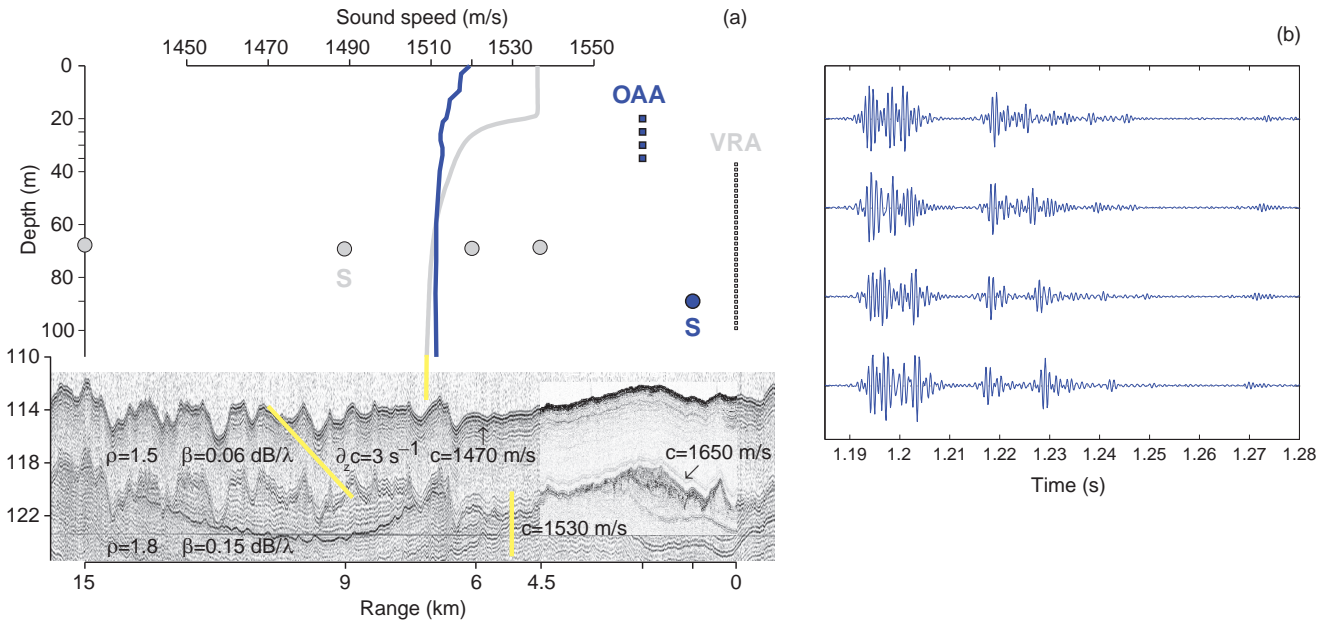 Sound speed (m/s)
(a)
1450 1470 1490 1510 1530 1550
0
20
40
60
80
100
Depth (m)
OAA
VRA
S
S
110
114
118
122
ρ=1.5 β=0.06 dB/λ ∂zc=3 s−1 c=1470 m/s
c=1650 m/s
c=1530 m/s
ρ=1.8 β=0.15 dB/λ
15 9 6 4.5 0
Range (km)
(b)
1.19 1.2 1.21 1.22 1.23 1.24 1.25 1.26 1.27 1.28
Time (s)